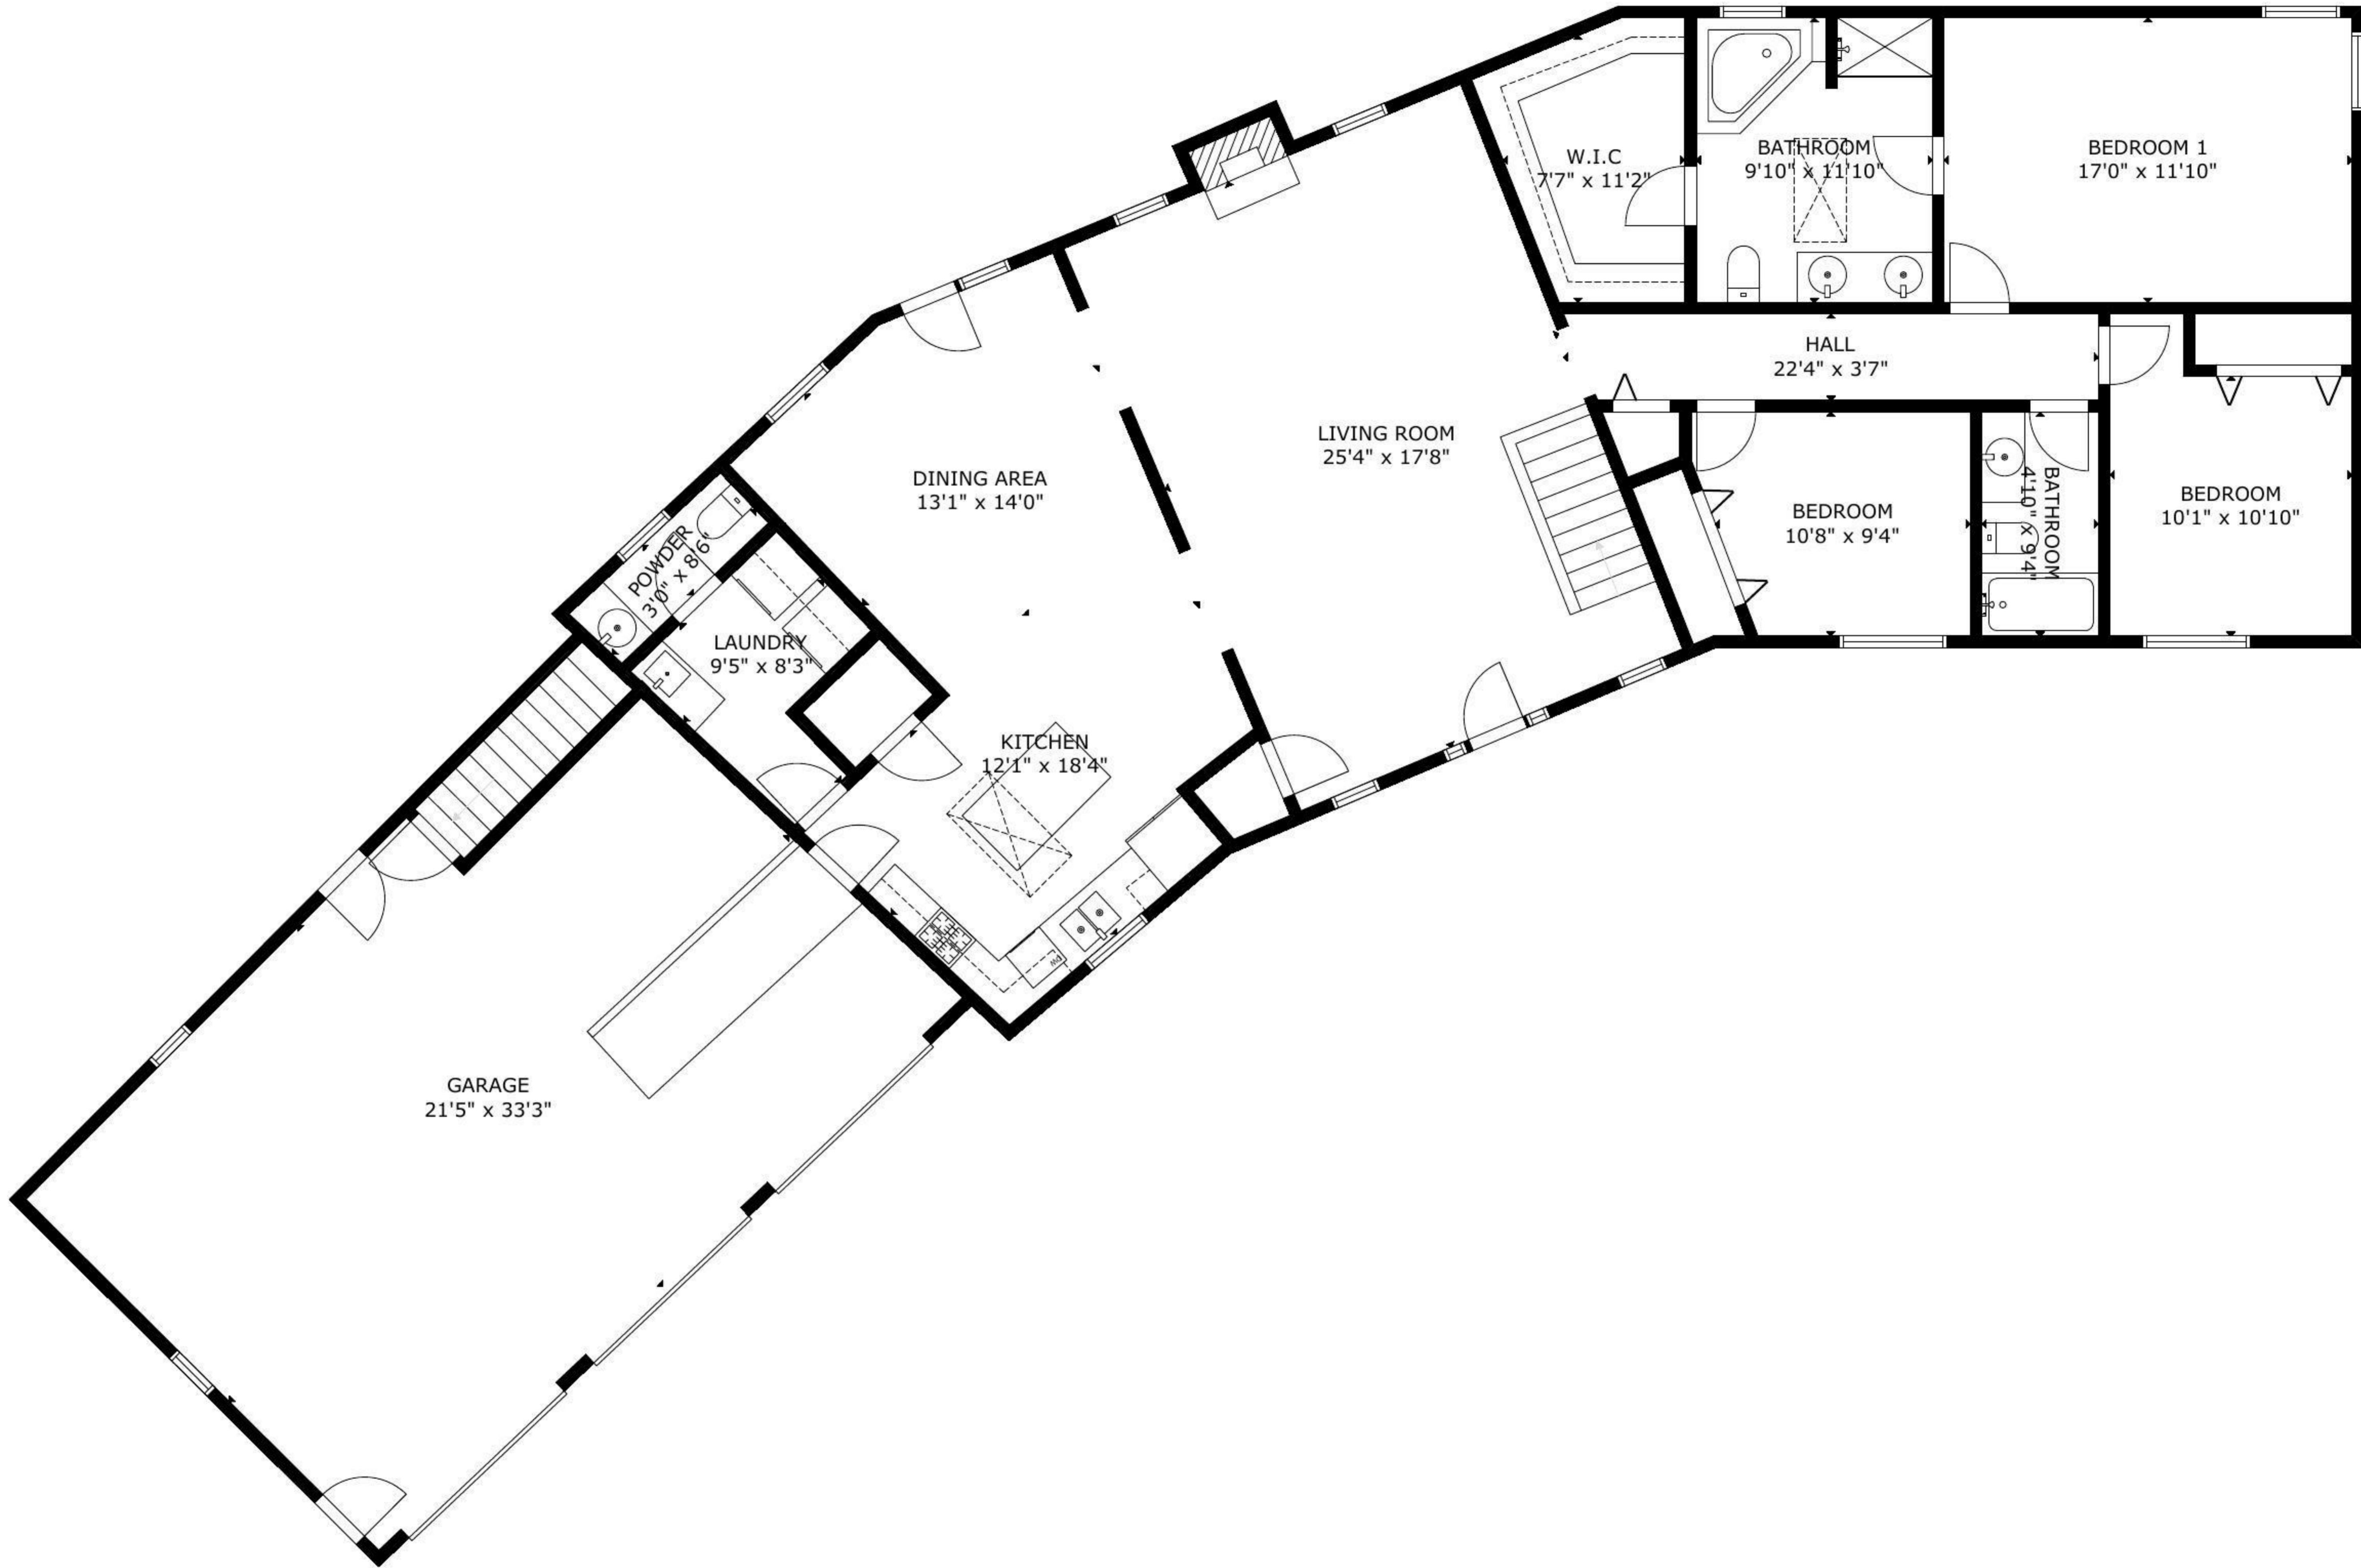 W.I.C
7'7" x 11'2"
BATHROOM
9'10" x 11'10"
BEDROOM 1
17'0" x 11'10"
HALL
22'4" x 3'7"
LIVING ROOM
25'4" x 17'8"
DINING AREA
13'1" x 14'0"
BEDROOM
10'8" x 9'4"
BATHROOM
4'10" x 9'4"
BEDROOM
10'1" x 10'10"
POWDER
3'0" x 8'6"
LAUNDRY
9'5" x 8'3"
KITCHEN
12'1" x 18'4"
DW
GARAGE
21'5" x 33'3"